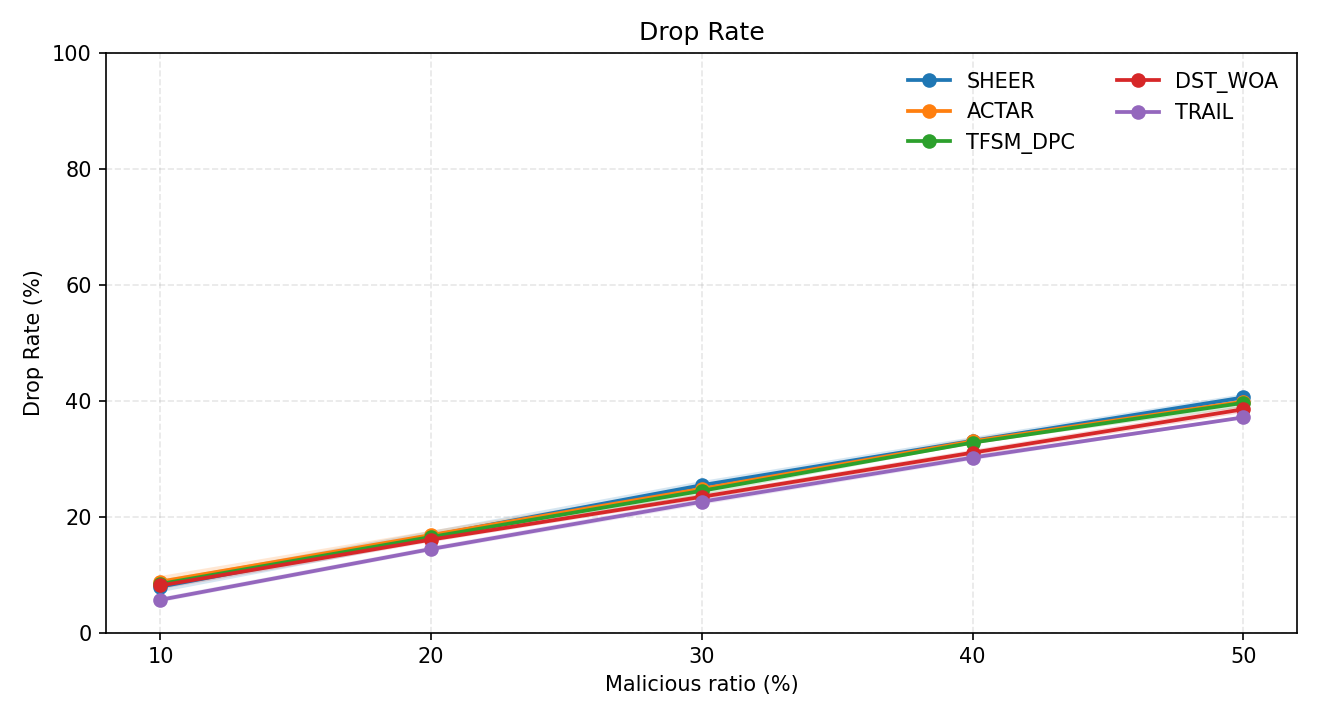 Drop Rate
100
80
60
40
20
0
Drop Rate (%)
SHEER
ACTAR
TFSM_DPC
DST_WOA
TRAIL
10 20 30 40 50
Malicious ratio (%)